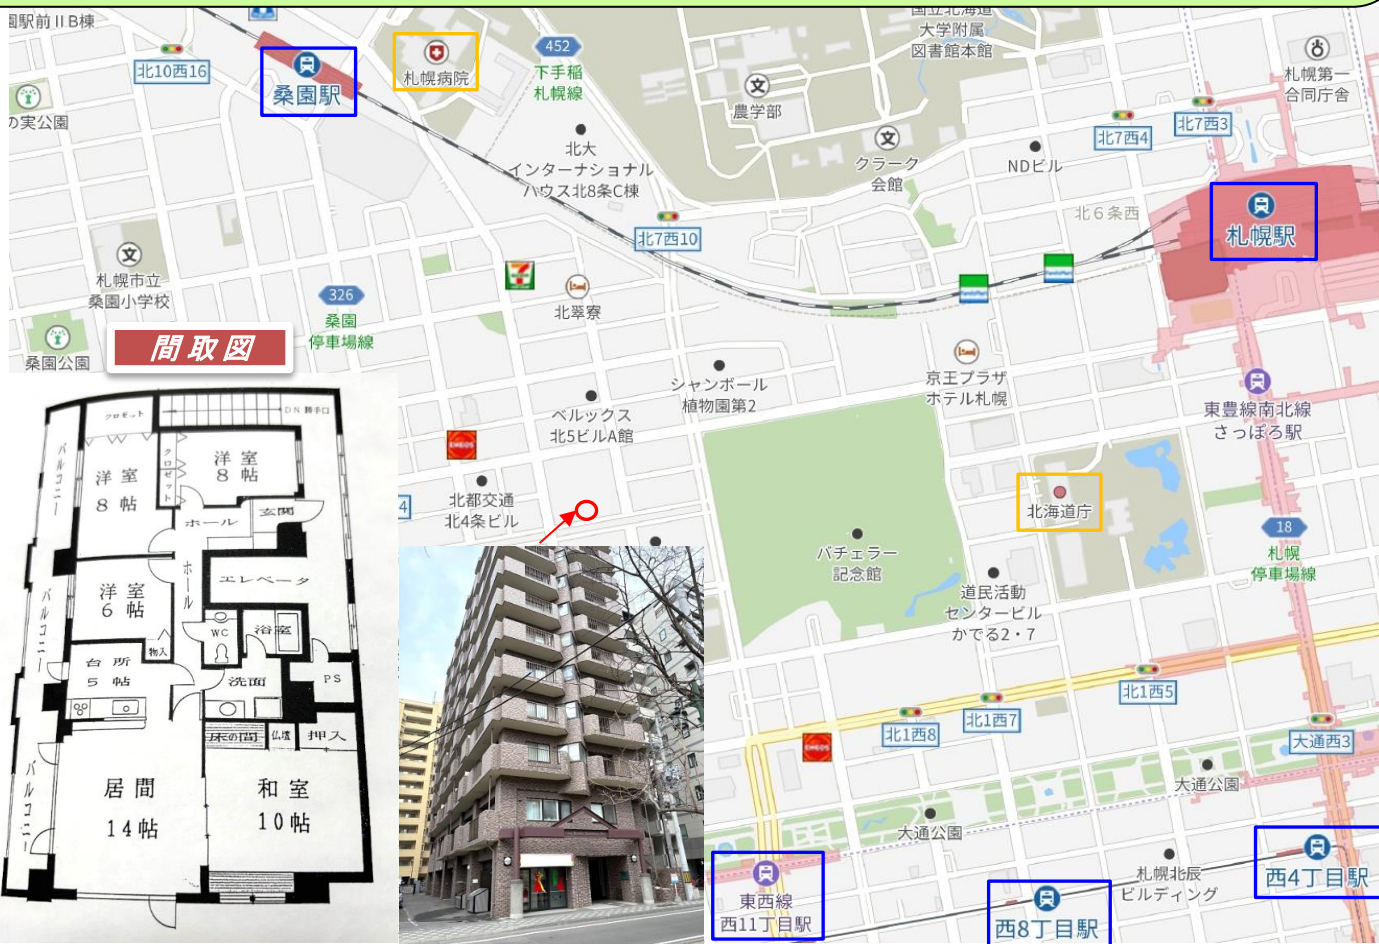 園駅前ⅡB棟
北10西16
桑園駅
札幌病院
452
下手稲
札幌線
国立北海道
大学附属
図書館本館
文
農学部
札幌第一
合同庁舎
の実公園
北大
インターナショナル
ハウス北8条C棟
文
クラーク
会館
北7西4
北7西3
NDビル
北6条西
札幌駅
北7西10
文
札幌市立
桑園小学校
326
桑園
停車場線
北翠寮
桑園公園
間取図
シャンボール
植物園第2
京王プラザ
ホテル札幌
東豊線南北線
さっぽろ駅
ベルックス
北5ビルA館
ENEOS
北都交通
北4条ビル
4
北海道庁
18
札幌
停車場線
バチェラー
記念館
道民活動
センタービル
かでる2・7
北1西5
北1西7
北1西8
大通西3
ENEOS
大通公園
大通公園
札幌北辰
ビルディング
東西線
西11丁目駅
西8丁目駅
西4丁目駅
クロゼット
DN 勝手口
バルコニー
洋室
8帖
クロゼット
洋室
8帖
ホール
玄関
バルコニー
洋室
6帖
ホール
エレベータ
WC
浴室
物入
台所
5帖
洗面
PS
床の間
仏壇
押入
バルコニー
居間
14帖
和室
10帖